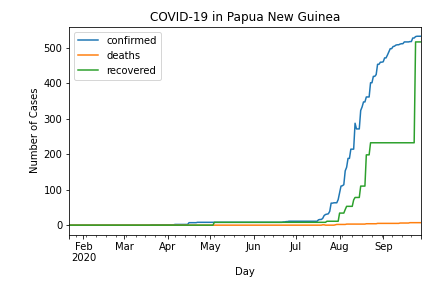 COVID-19 in Papua New Guinea
confirmed
deaths
recovered
Number of Cases
500
400
300
200
100
0
Feb Mar Apr May Jun Jul Aug Sep
2020
Day